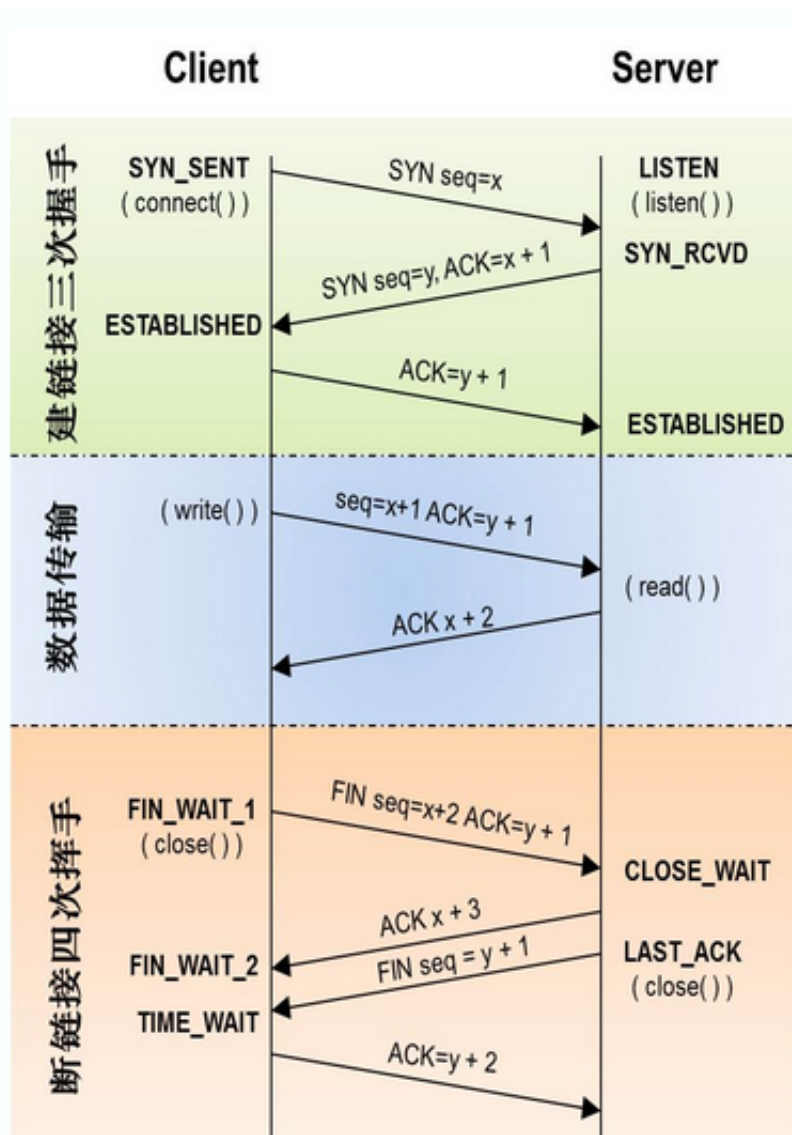 Client
Server
建链接三次握手
SYN_SENT
( connect( ) )
SYN seq=x
LISTEN
( listen( ) )
SYN_RCVD
SYN seq=y, ACK=x + 1
ESTABLISHED
ACK=y + 1
ESTABLISHED
数据传输
( write( ) )
seq=x+1 ACK=y + 1
( read( ) )
ACK x + 2
断链接四次挥手
FIN_WAIT_1
( close( ) )
FIN seq=x+2 ACK=y + 1
CLOSE_WAIT
ACK x + 3
FIN_WAIT_2
FIN seq = y + 1
LAST_ACK
( close( ) )
TIME_WAIT
ACK=y + 2